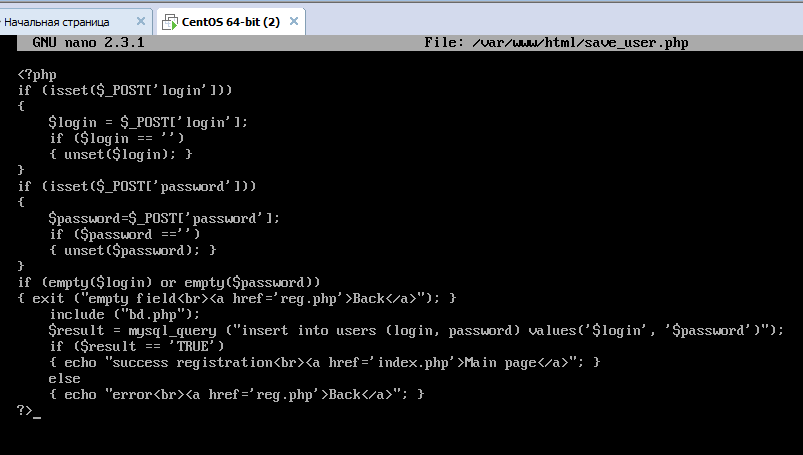 Начальная страница
CentOS 64-bit (2)
GNU nano 2.3.1 File: /var/www/html/save_user.php
<?php
if (isset($_POST['login']))
{
$login = $_POST['login'];
if ($login == '')
{ unset($login); }
}
if (isset($_POST['password']))
{
$password=$_POST['password'];
if ($password =='')
{ unset($password); }
}
if (empty($login) or empty($password))
{ exit ("empty field<br><a href='reg.php'>Back</a>"); }
include ("bd.php");
$result = mysql_query ("insert into users (login, password) values('$login', '$password')");
if ($result == 'TRUE')
{ echo "success registration<br><a href='index.php'>Main page</a>"; }
else
{ echo "error<br><a href='reg.php'>Back</a>"; }
?>_